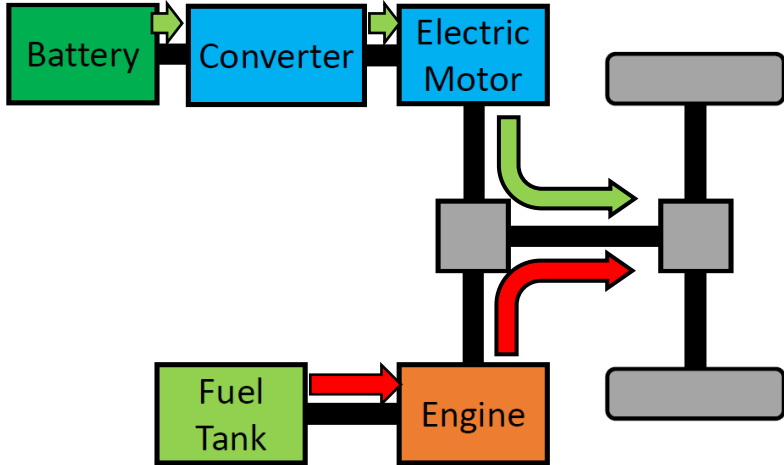 Battery
Converter
Electric
Motor
Fuel
Tank
Engine